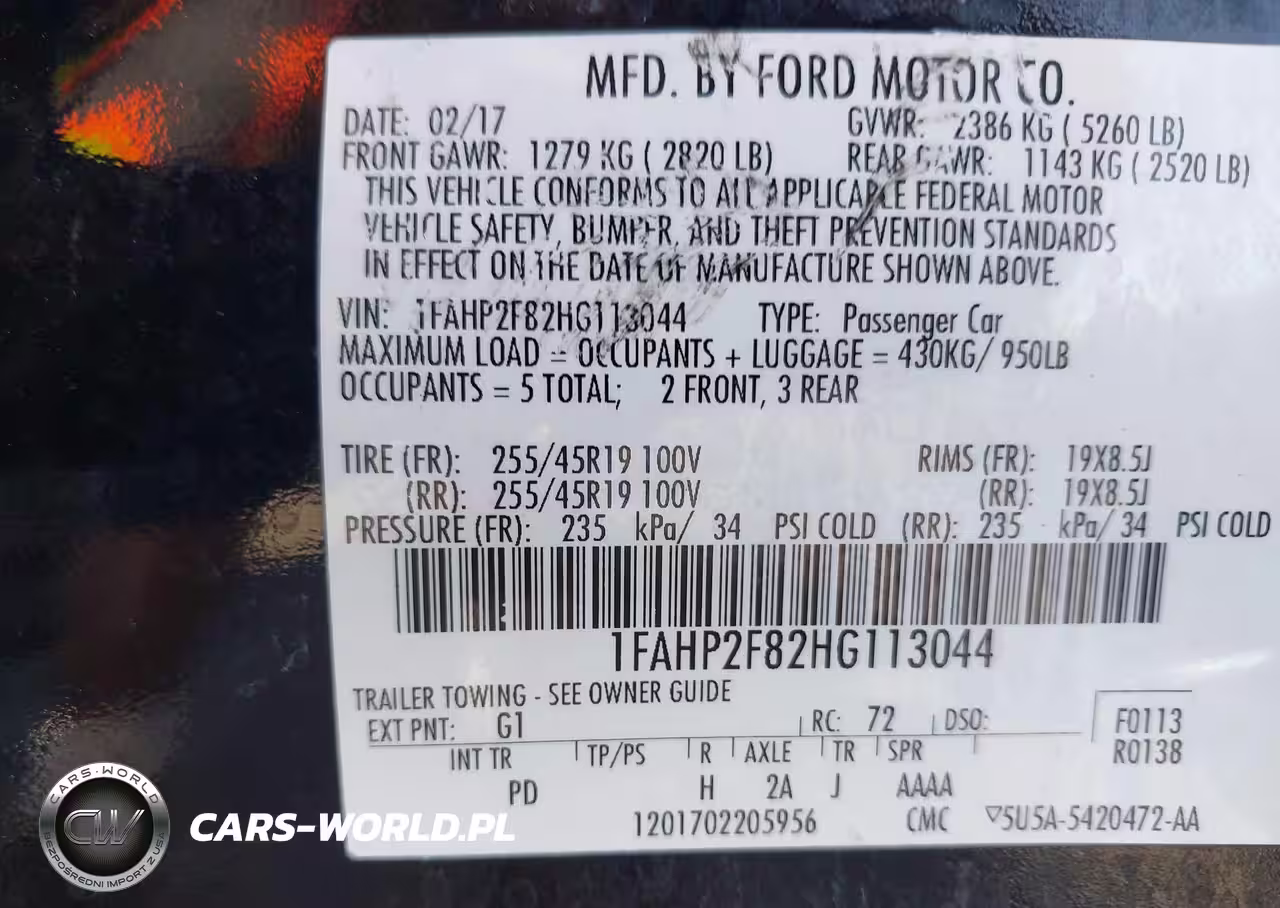 MFD. BY FORD MOTOR CO.
DATE: 02/17 GVWR: 2386 KG ( 5260 LB)
FRONT GAWR: 1279 KG ( 2820 LB) REAR GAWR: 1143 KG ( 2520 LB)
THIS VEHICLE CONFORMS TO ALL APPLICABLE FEDERAL MOTOR
VEHICLE SAFETY, BUMPER, AND THEFT PREVENTION STANDARDS
IN EFFECT ON THE DATE OF MANUFACTURE SHOWN ABOVE.
VIN: 1FAHP2F82HG113044 TYPE: Passenger Car
MAXIMUM LOAD = OCCUPANTS + LUGGAGE = 430KG/ 950LB
OCCUPANTS = 5 TOTAL; 2 FRONT, 3 REAR
TIRE (FR): 255/45R19 100V RIMS (FR): 19X8.5J
(RR): 255/45R19 100V (RR): 19X8.5J
PRESSURE (FR): 235 kPa/ 34 PSI COLD (RR): 235 kPa/ 34 PSI COLD
1FAHP2F82HG113044
TRAILER TOWING - SEE OWNER GUIDE
EXT PNT: G1 RC: 72 DSO: F0113
INT TR TP/PS R AXLE TR SPR R0138
PD H 2A J AAAA
1201702205956 CMC ▽5U5A-5420472-AA
CARS-WORLD
CW
BEZPOŚREDNI IMPORT Z USA
CARS-WORLD.PL